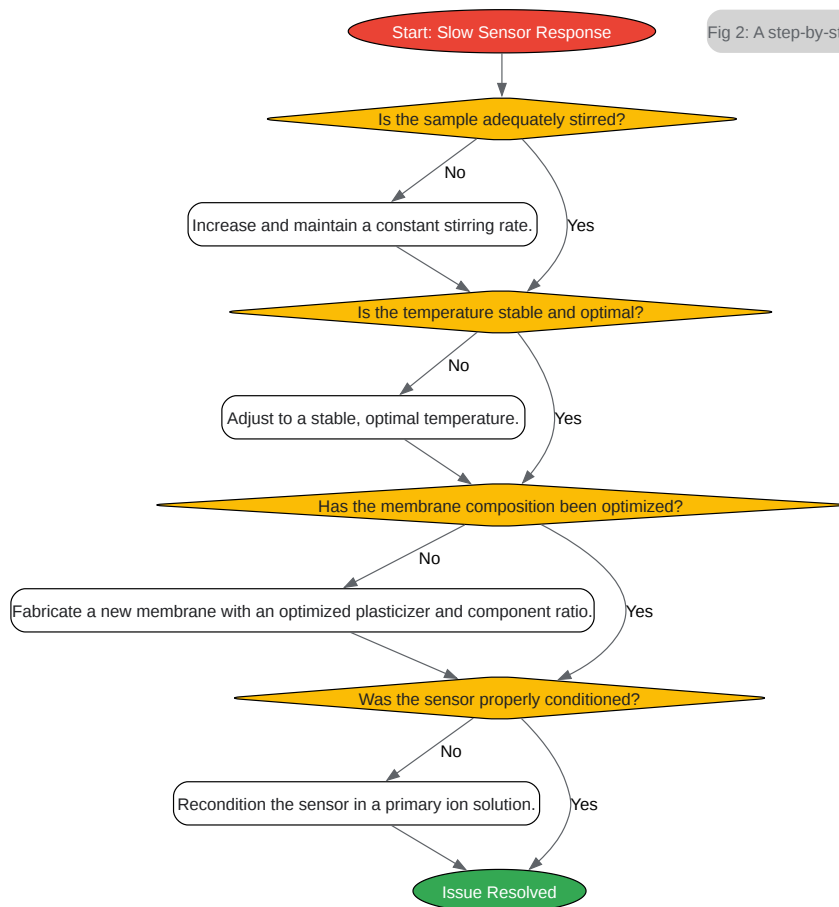 Start: Slow Sensor Response
Fig 2: A step-by-st
Is the sample adequately stirred?
No
Increase and maintain a constant stirring rate.
Yes
Is the temperature stable and optimal?
No
Adjust to a stable, optimal temperature.
Yes
Has the membrane composition been optimized?
No
Fabricate a new membrane with an optimized plasticizer and component ratio.
Yes
Was the sensor properly conditioned?
No
Recondition the sensor in a primary ion solution.
Yes
Issue Resolved